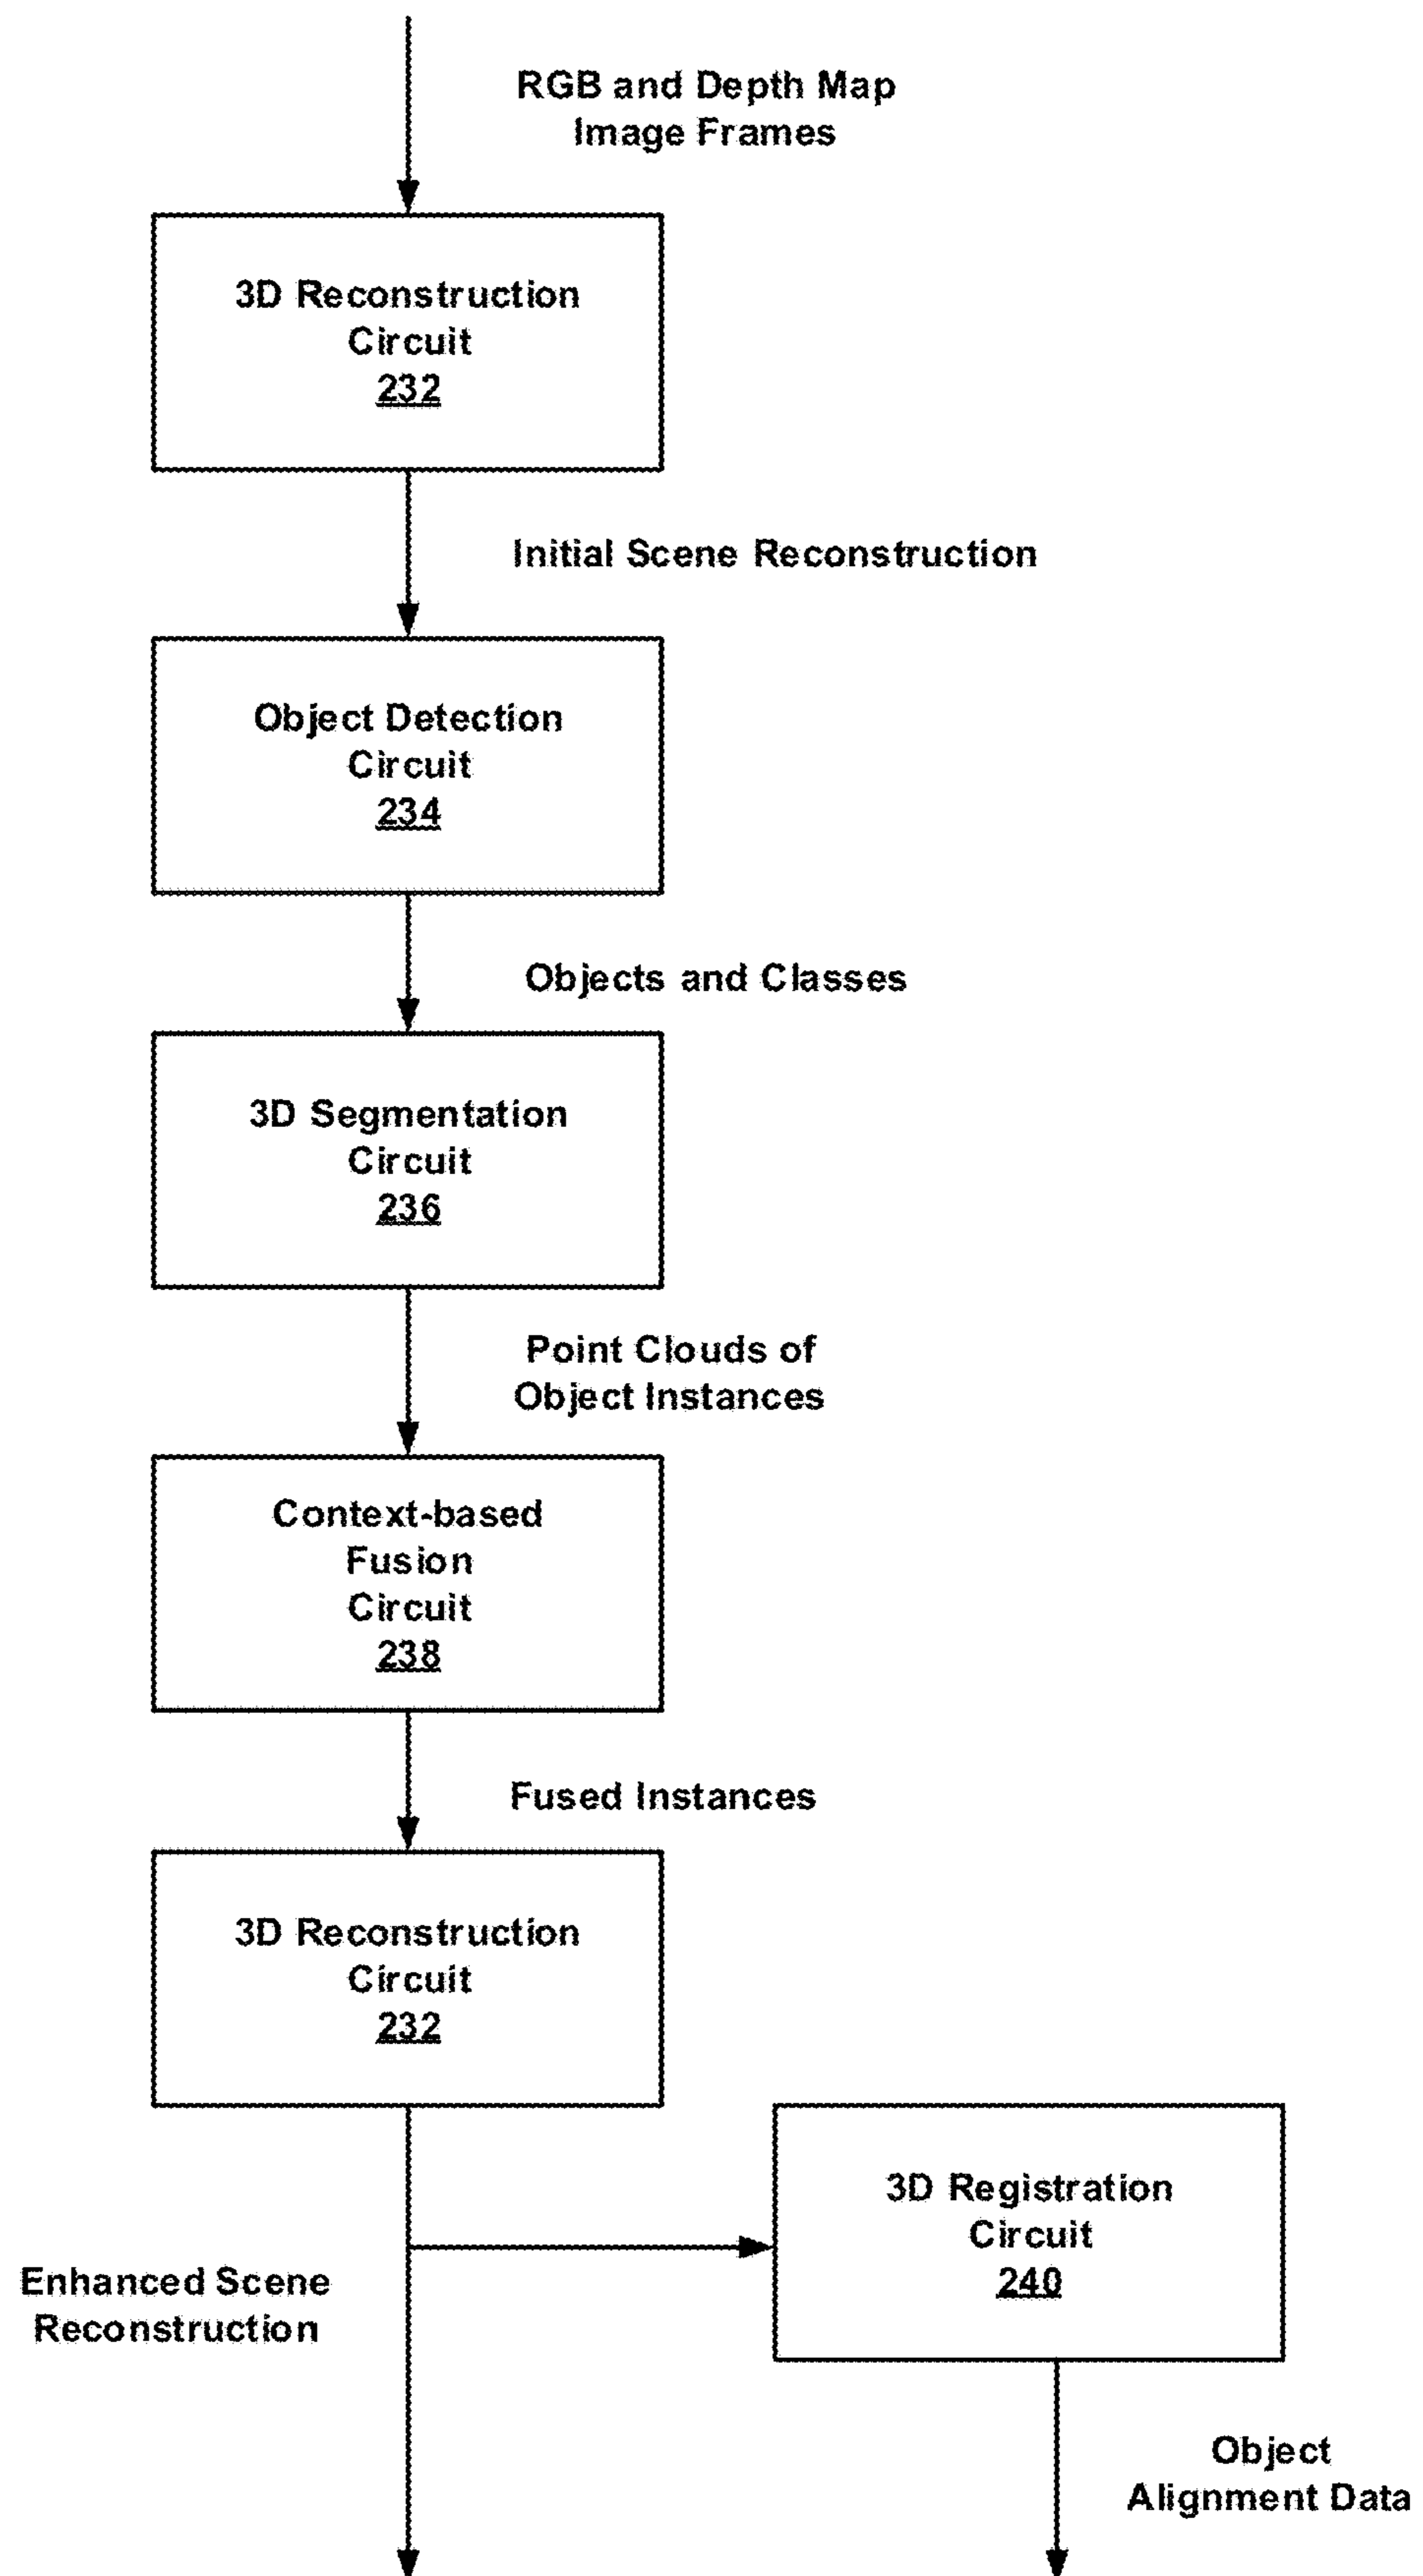 RGB and Depth Map
Image Frames
3D Reconstruction
Circuit
232
Initial Scene Reconstruction
Object Detection
Circuit
234
Objects and Classes
3D Segmentation
Circuit
236
Point Clouds of
Object Instances
Context-based
Fusion
Circuit
238
Fused Instances
3D Reconstruction
Circuit
232
3D Registration
Circuit
240
Enhanced Scene
Reconstruction
Object
Alignment Data